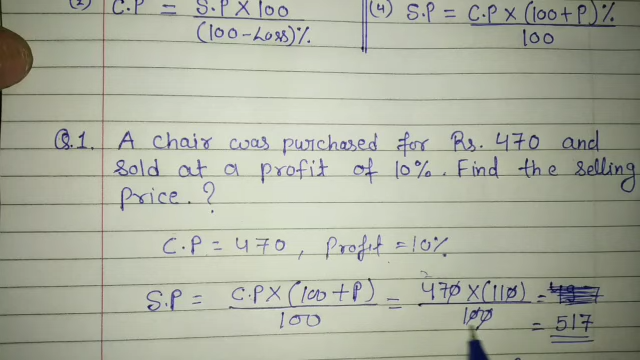 (2) C.P = S.P X 100 / (100 - Loss)%
(4) S.P = C.P X (100 + P)% / 100
Q.1. A chair was purchased for Rs. 470 and
sold at a profit of 10%. Find the selling
price.?
C.P = 470, Profit = 10%
S.P = C.P X (100 + P) / 100 = 470 X (110) / 100
= 517